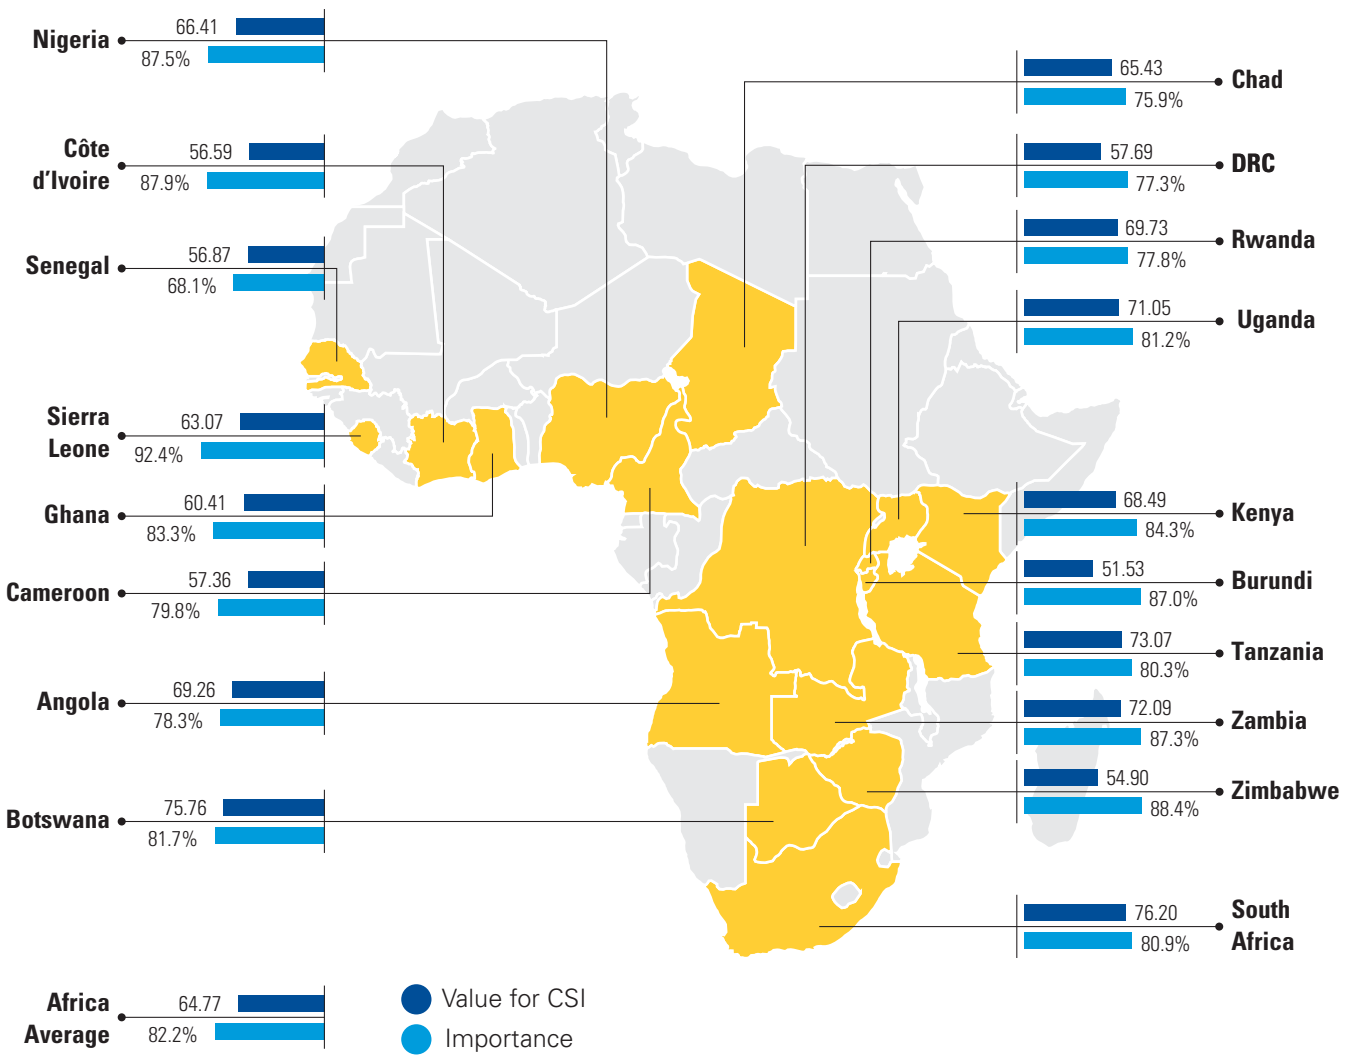 Nigeria
66.41
87.5%
Côte
d'Ivoire
56.59
87.9%
Senegal
56.87
68.1%
Sierra
Leone
63.07
92.4%
Ghana
60.41
83.3%
Cameroon
57.36
79.8%
Angola
69.26
78.3%
Botswana
75.76
81.7%
Africa
Average
64.77
82.2%
65.43
75.9%
Chad
57.69
77.3%
DRC
69.73
77.8%
Rwanda
71.05
81.2%
Uganda
68.49
84.3%
Kenya
51.53
87.0%
Burundi
73.07
80.3%
Tanzania
72.09
87.3%
Zambia
54.90
88.4%
Zimbabwe
76.20
80.9%
South
Africa
Value for CSI
Importance